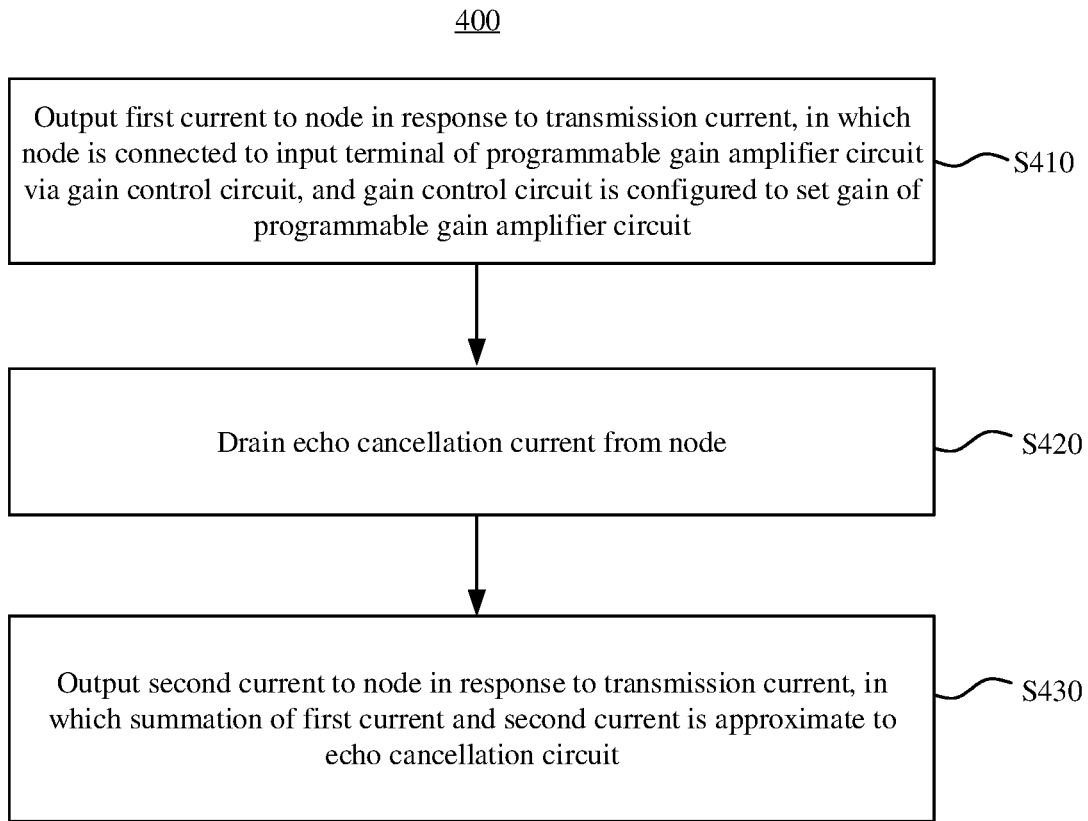 400
Output first current to node in response to transmission current, in which
node is connected to input terminal of programmable gain amplifier circuit
via gain control circuit, and gain control circuit is configured to set gain of
programmable gain amplifier circuit
S410
Drain echo cancellation current from node
S420
Output second current to node in response to transmission current, in
which summation of first current and second current is approximate to
echo cancellation circuit
S430